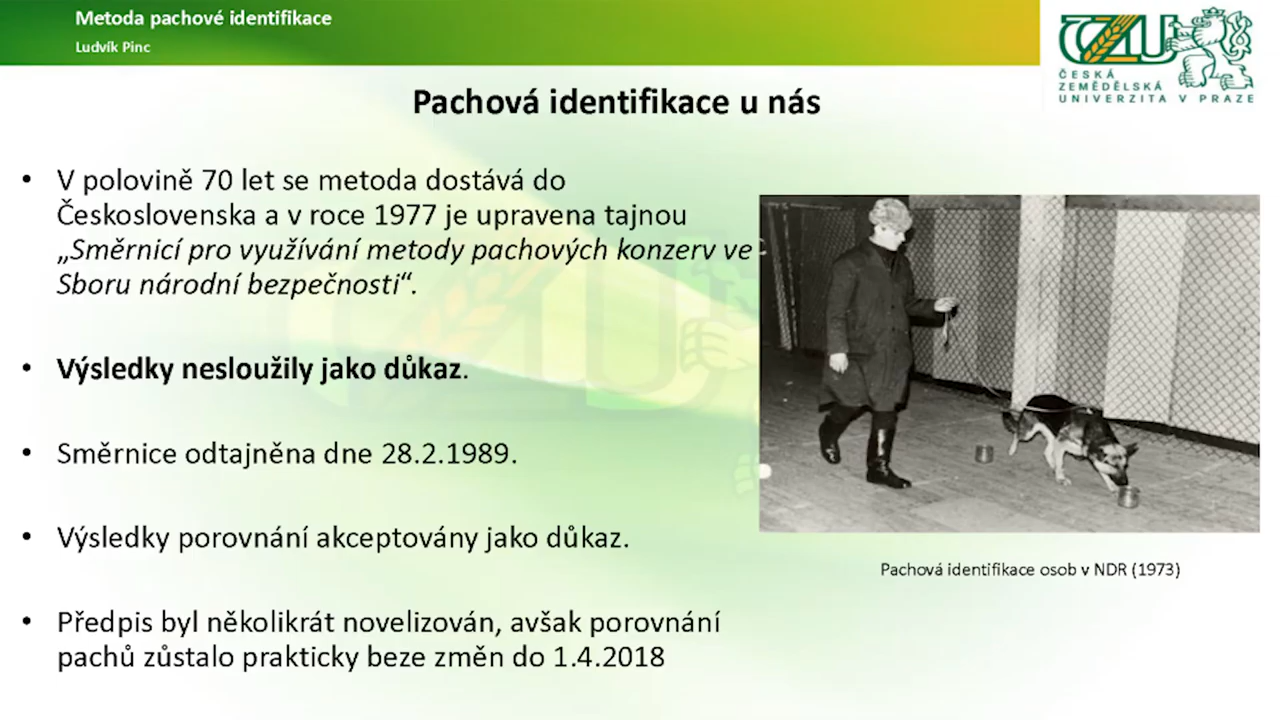 Metoda pachové identifikace
Ludvík Pinc
ČZU
ČESKÁ
ZEMĚDĚLSKÁ
UNIVERZITA V PRAZE
Pachová identifikace u nás
• V polovině 70 let se metoda dostává do
Československa a v roce 1977 je upravena tajnou
„Směrnicí pro využívání metody pachových konzerv ve
Sboru národní bezpečnosti“.
• Výsledky nesloužily jako důkaz.
• Směrnice odtajněna dne 28.2.1989.
• Výsledky porovnání akceptovány jako důkaz.
• Předpis byl několikrát novelizován, avšak porovnání
pachů zůstalo prakticky beze změn do 1.4.2018
Pachová identifikace osob v NDR (1973)